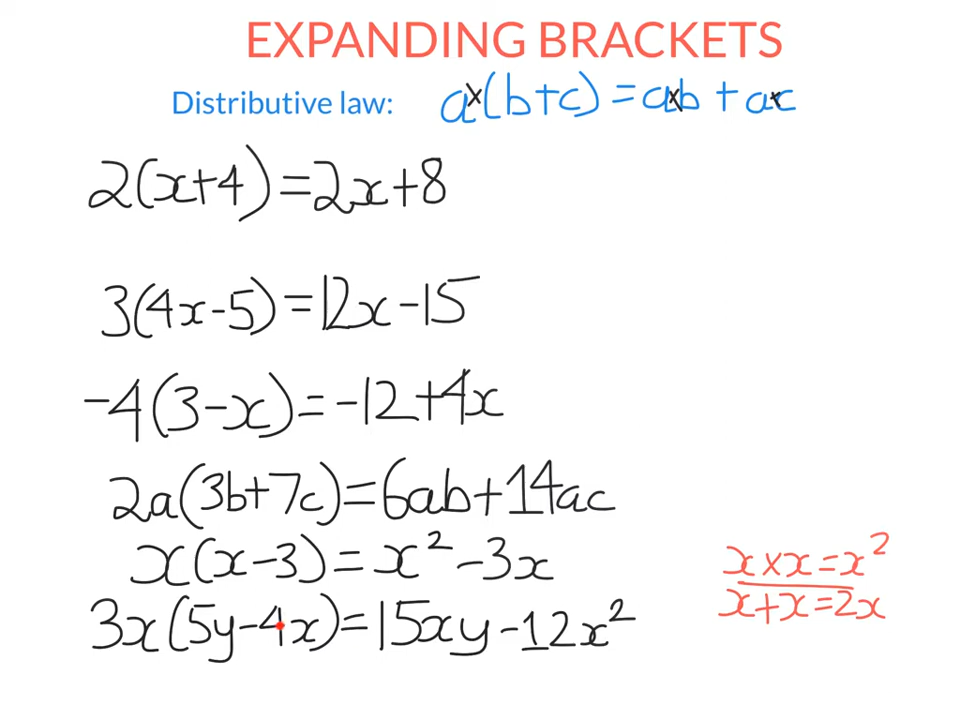 EXPANDING BRACKETS
Distributive law: a×(b+c) = a×b + a×c
2(x+4) = 2x+8
3(4x-5) = 12x-15
-4(3-x) = -12+4x
2a(3b+7c) = 6ab+14ac
x(x-3) = x² -3x
3x(5y-4x) = 15xy -12x²
x×x = x²
x+x = 2x